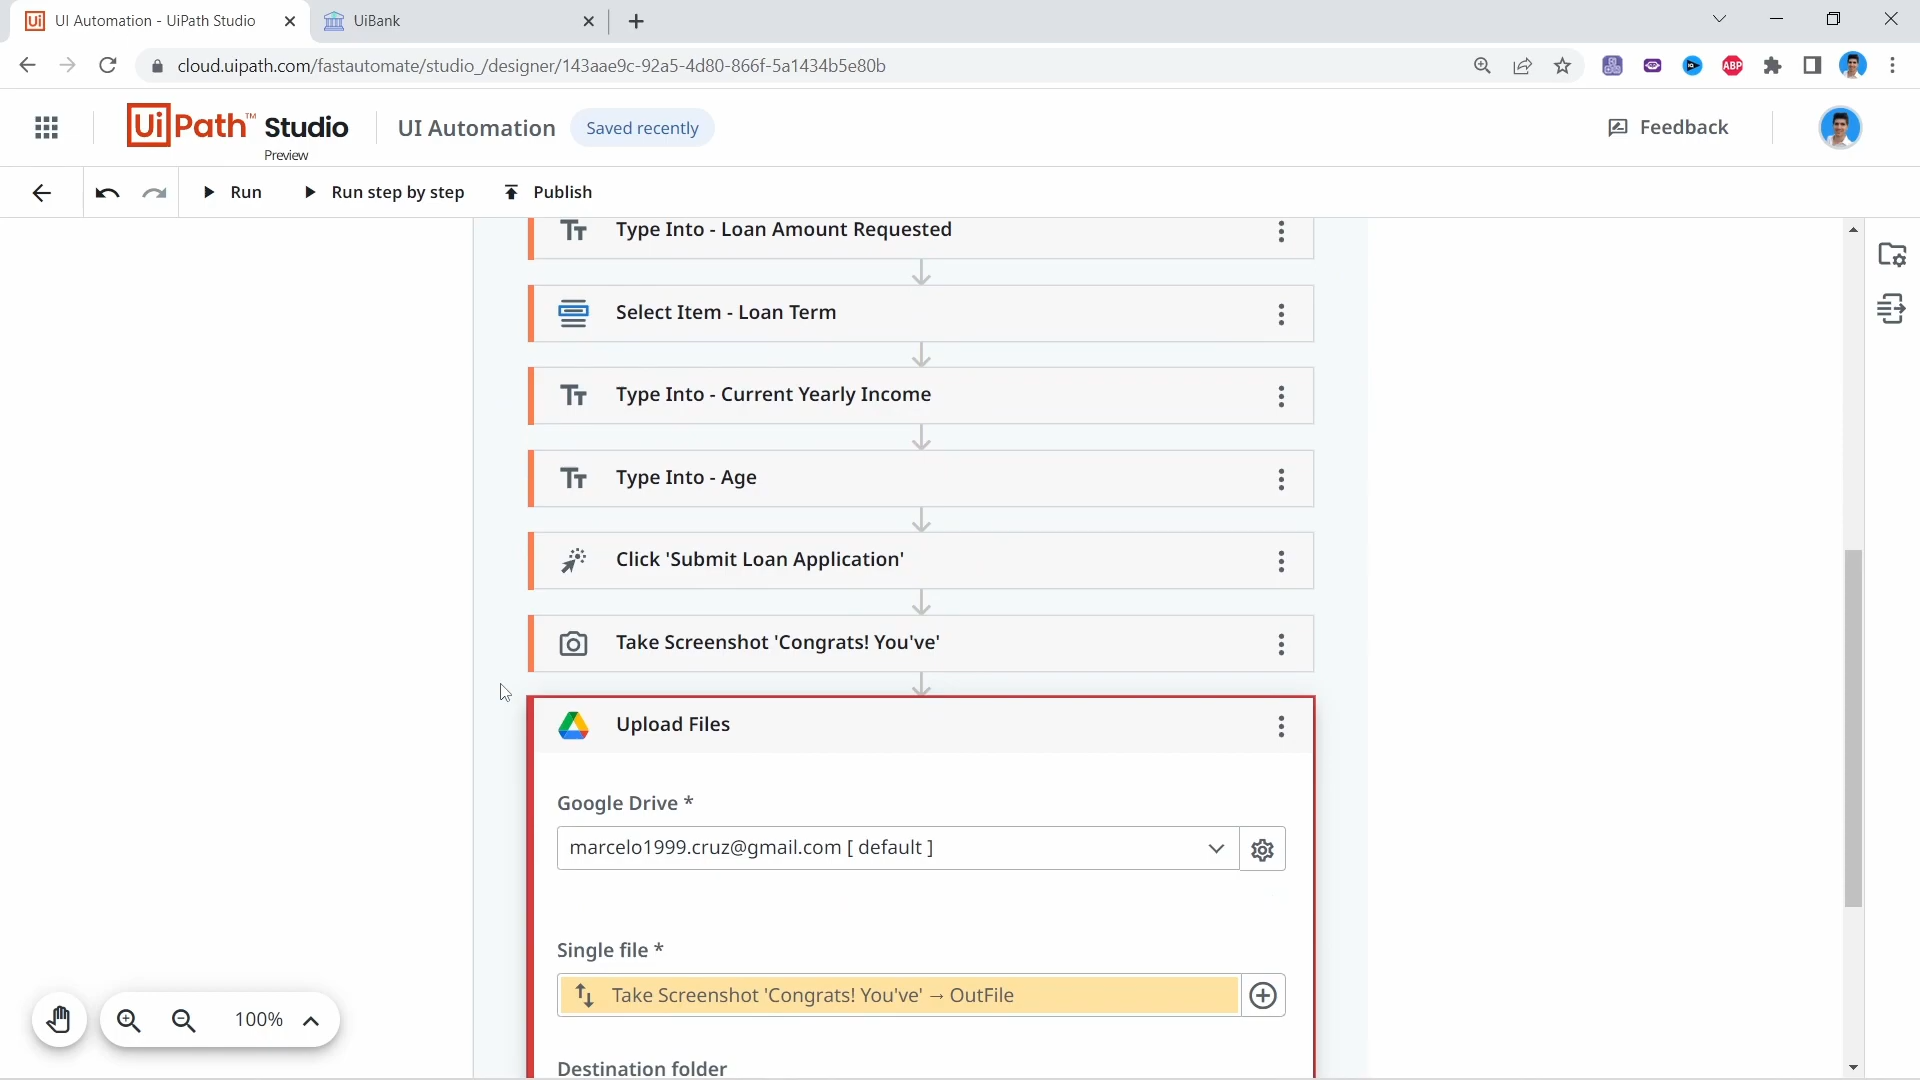 UI Automation - UiPath Studio
UiBank
cloud.uipath.com/fastautomate/studio_/designer/143aae9c-92a5-4d80-866f-5a1434b5e80b
ABP
UiPath™ Studio
Preview
UI Automation
Saved recently
Feedback
Run
Run step by step
Publish
Type Into - Loan Amount Requested
Select Item - Loan Term
Type Into - Current Yearly Income
Type Into - Age
Click 'Submit Loan Application'
Take Screenshot 'Congrats! You've'
Upload Files
Google Drive *
marcelo1999.cruz@gmail.com [ default ]
Single file *
Take Screenshot 'Congrats! You've' → OutFile
Destination folder
100%